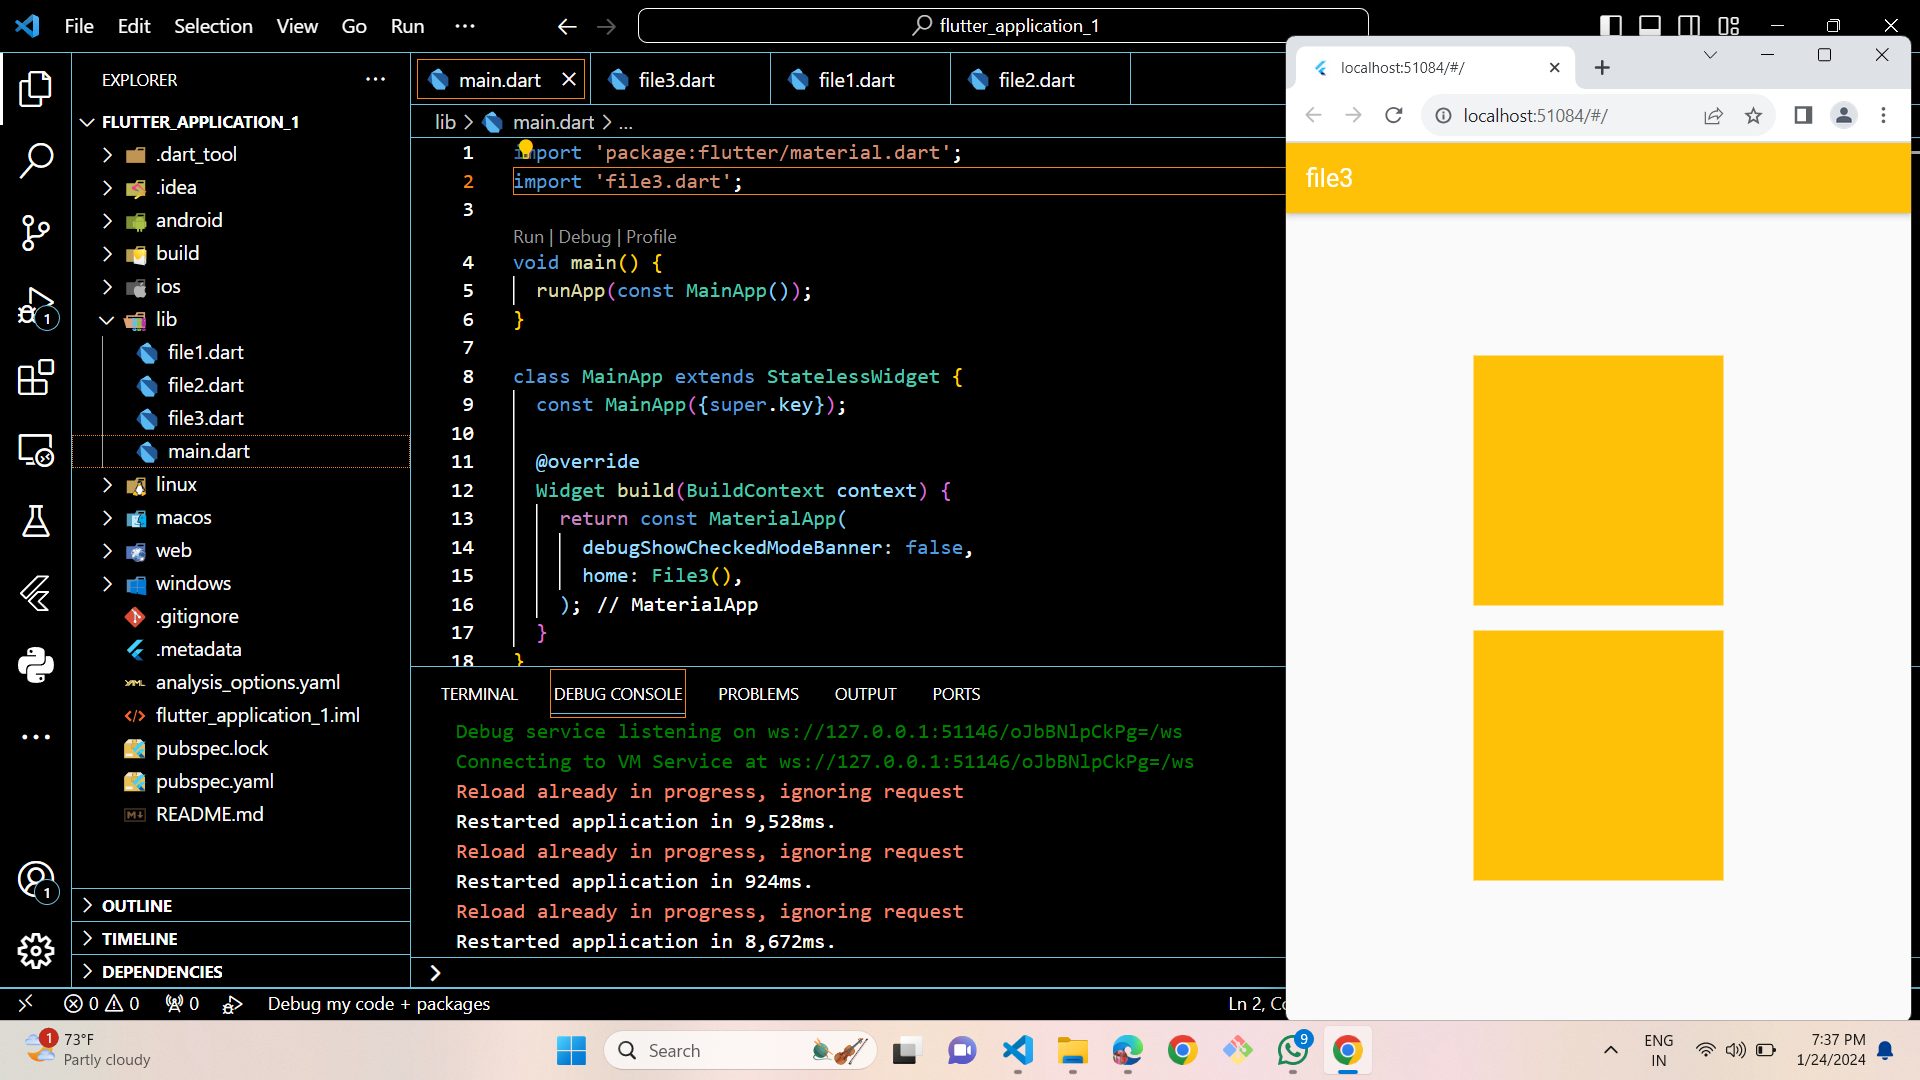 File Edit Selection View Go Run ···
flutter_application_1
EXPLORER
FLUTTER_APPLICATION_1
.dart_tool
.idea
android
build
ios
lib
file1.dart
file2.dart
file3.dart
main.dart
linux
macos
web
windows
.gitignore
.metadata
analysis_options.yaml
flutter_application_1.iml
pubspec.lock
pubspec.yaml
README.md
OUTLINE
TIMELINE
DEPENDENCIES
1
1
main.dart file3.dart file1.dart file2.dart
lib > main.dart > ...
1 import 'package:flutter/material.dart';
2 import 'file3.dart';
3
Run | Debug | Profile
4 void main() {
5 runApp(const MainApp());
6 }
7
8 class MainApp extends StatelessWidget {
9 const MainApp({super.key});
10
11 @override
12 Widget build(BuildContext context) {
13 return const MaterialApp(
14 debugShowCheckedModeBanner: false,
15 home: File3(),
16 ); // MaterialApp
17 }
18 }
TERMINAL DEBUG CONSOLE PROBLEMS OUTPUT PORTS
Debug service listening on ws://127.0.0.1:51146/oJbBNlpCkPg=/ws
Connecting to VM Service at ws://127.0.0.1:51146/oJbBNlpCkPg=/ws
Reload already in progress, ignoring request
Restarted application in 9,528ms.
Reload already in progress, ignoring request
Restarted application in 924ms.
Reload already in progress, ignoring request
Restarted application in 8,672ms.
>
0 0 0 Debug my code + packages
Ln 2, Co
localhost:51084/#/
localhost:51084/#/
file3
1
73°F
Partly cloudy
Search
9
ENG
IN
7:37 PM
1/24/2024